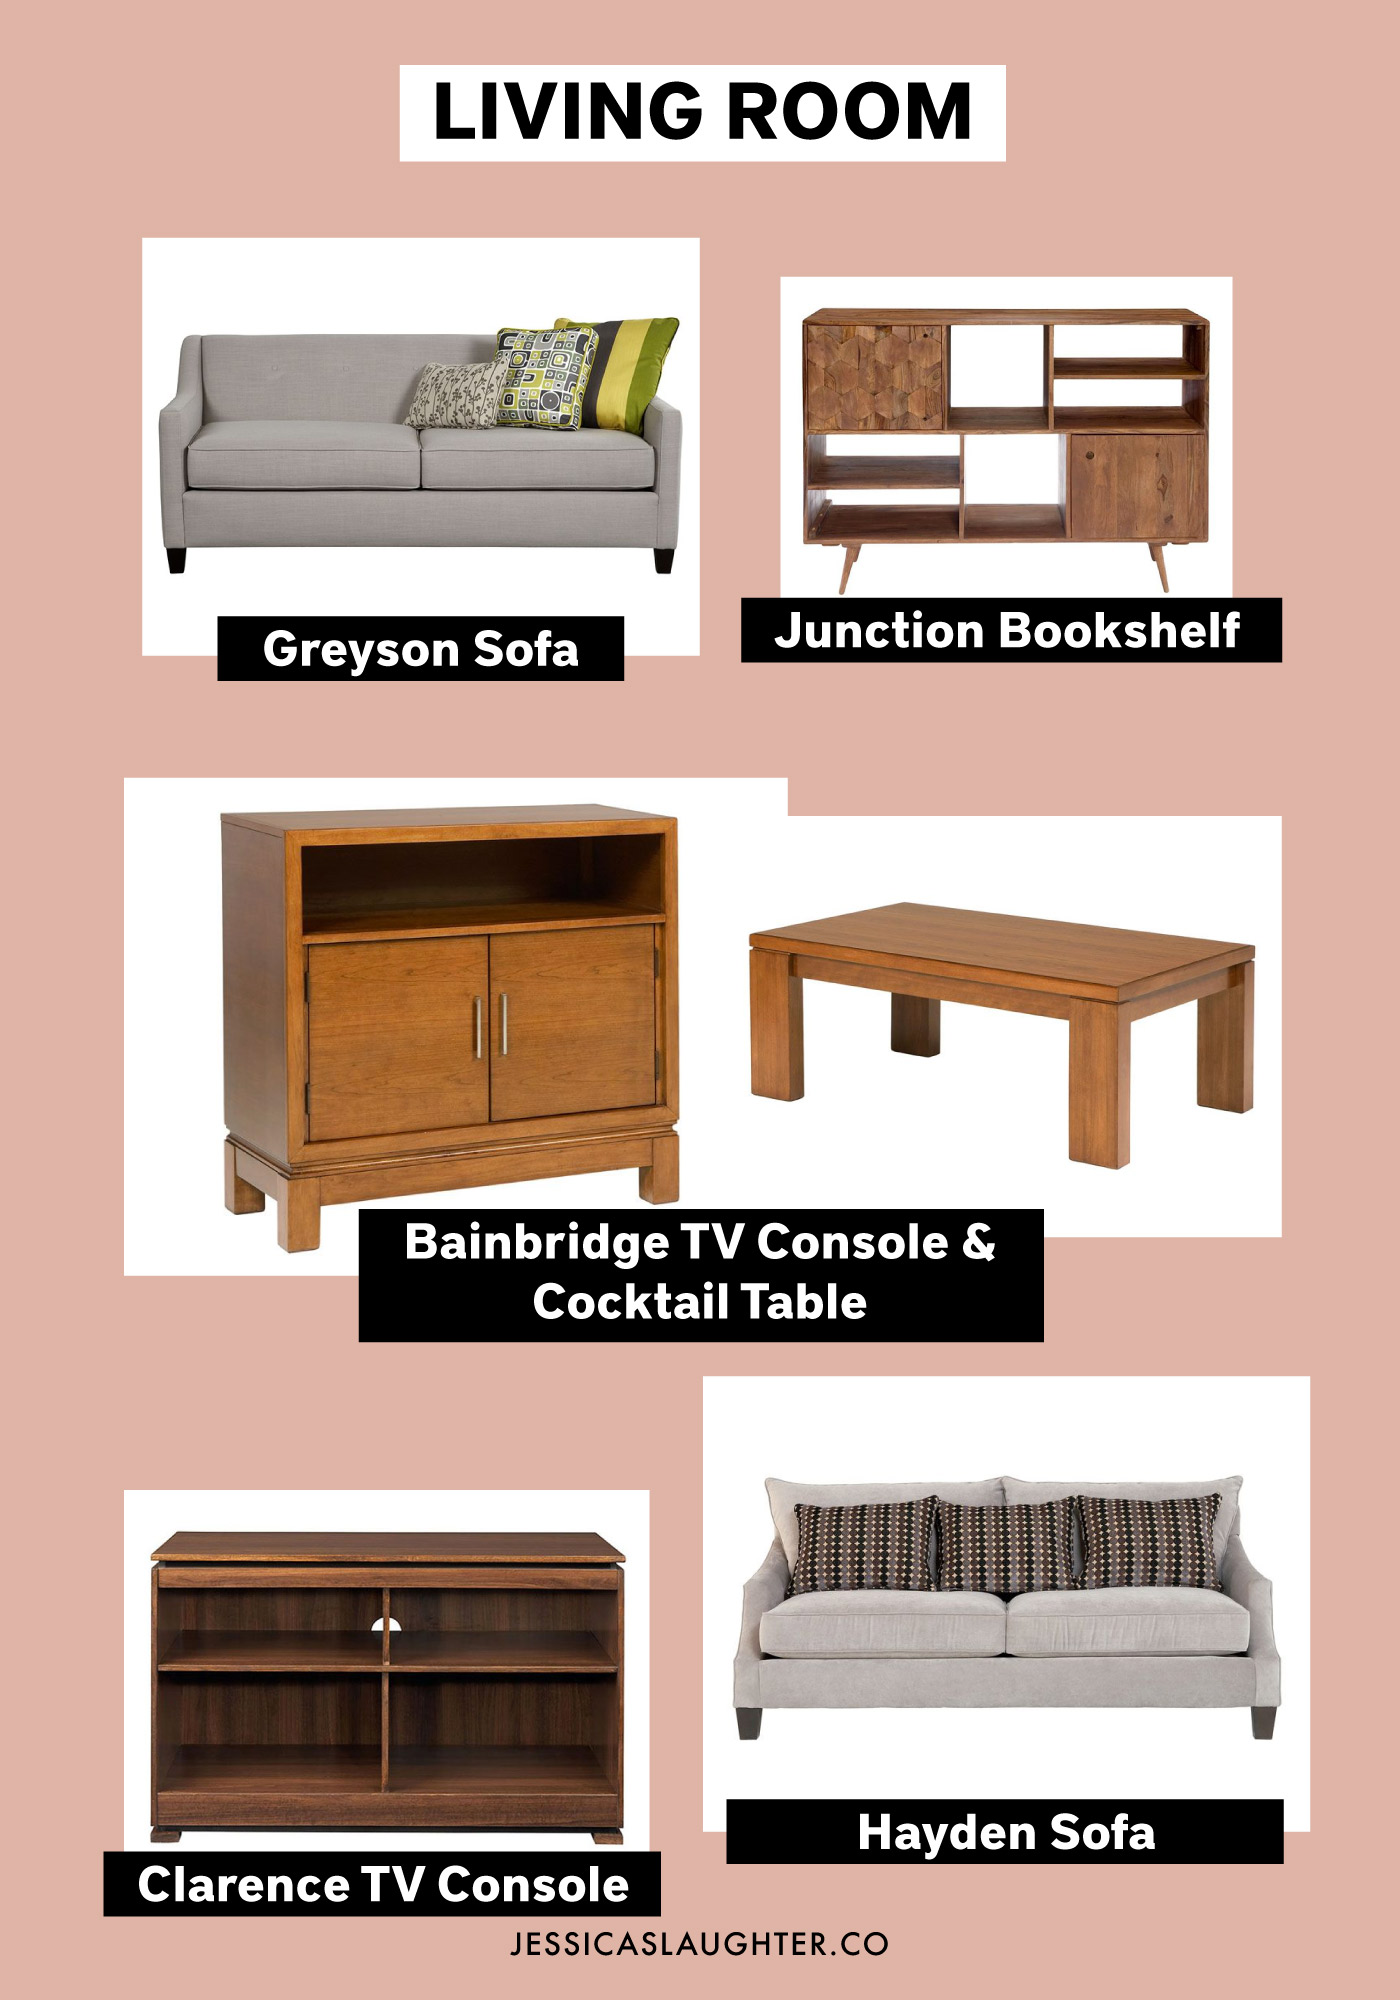 LIVING ROOM
Greyson Sofa
Junction Bookshelf
Bainbridge TV Console &
Cocktail Table
Hayden Sofa
Clarence TV Console
JESSICASLAUGHTER.CO